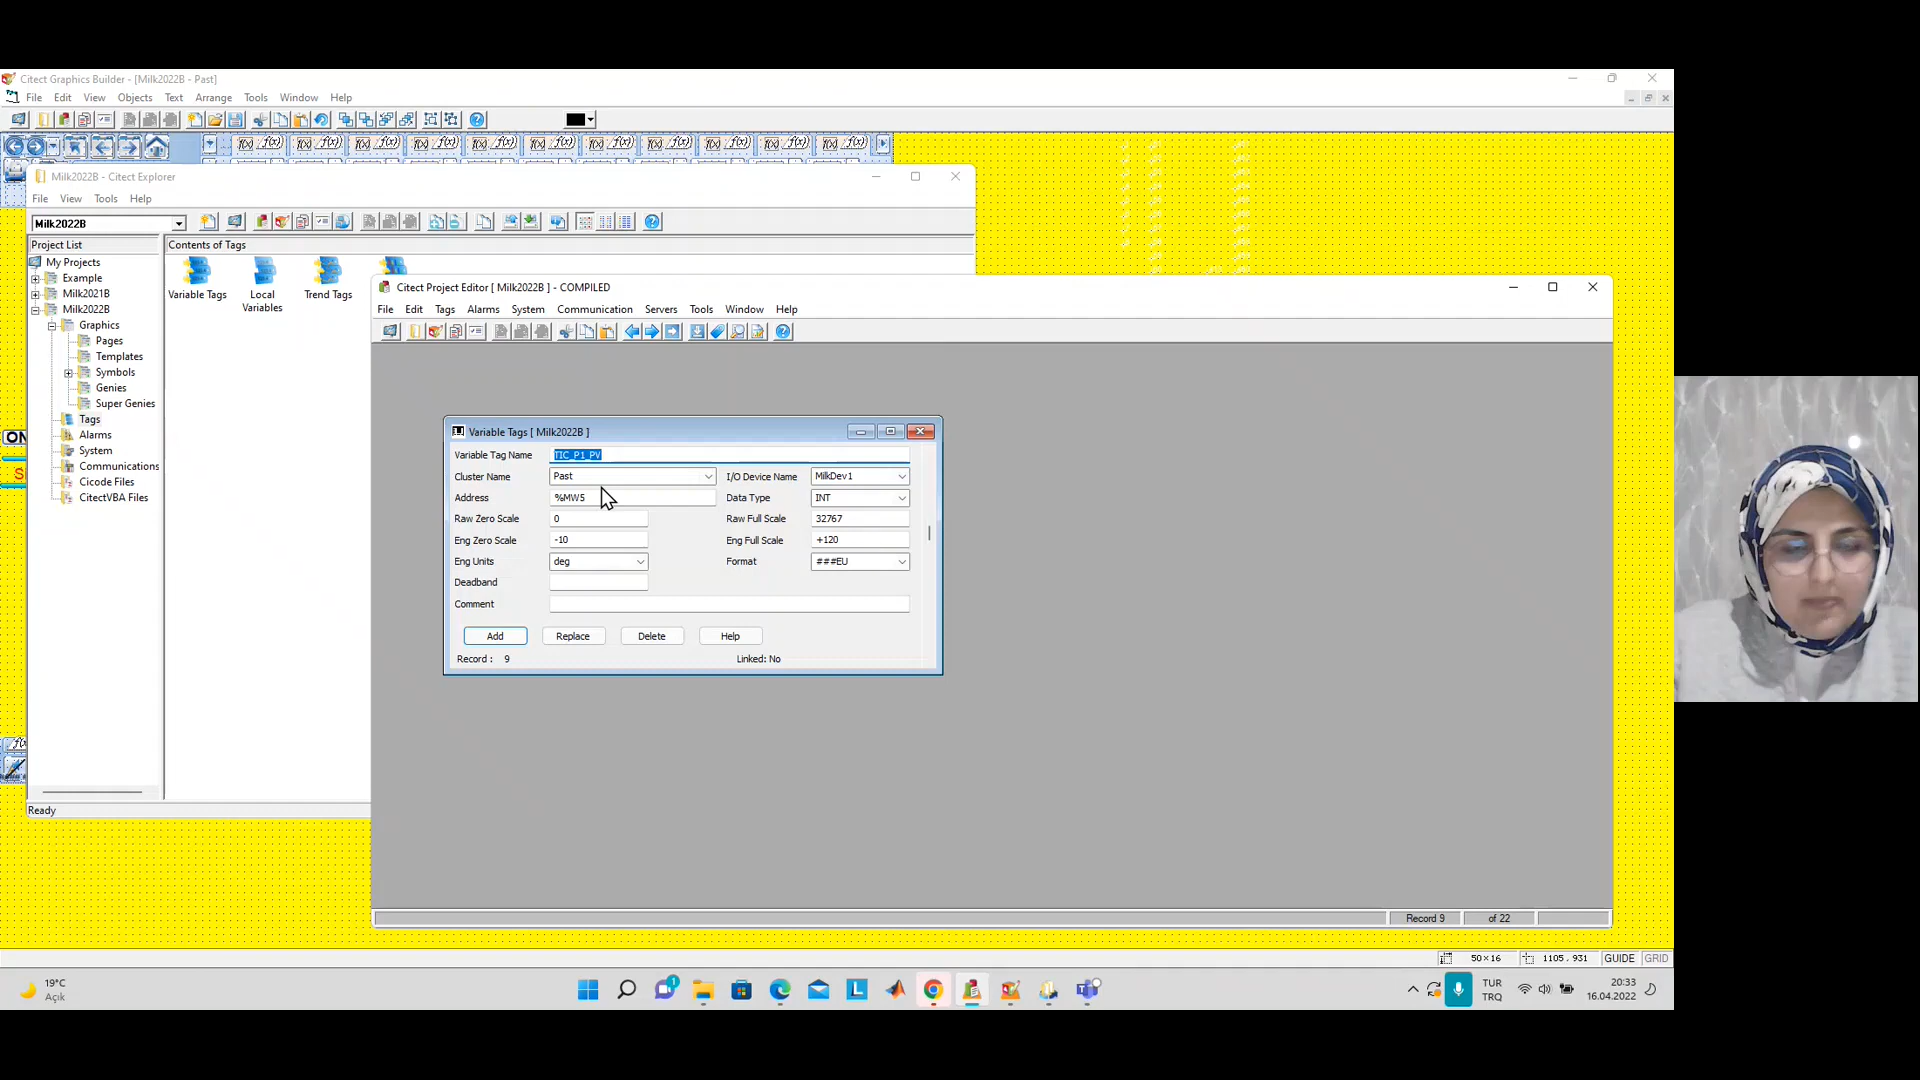 Citect Graphics Builder - [Milk2022B - Past]
File Edit View Objects Text Arrange Tools Window Help
Milk2022B - Citect Explorer
File View Tools Help
Milk2022B
Project List
Contents of Tags
My Projects
Example
Milk2021B
Milk2022B
Graphics
Pages
Templates
Symbols
Genies
Super Genies
Tags
Alarms
System
Communications
Cicode Files
CitectVBA Files
Variable Tags
Local Variables
Trend Tags
Ready
Citect Project Editor [ Milk2022B ] - COMPILED
File Edit Tags Alarms System Communication Servers Tools Window Help
Variable Tags [ Milk2022B ]
Variable Tag Name TIC_P1_PV
Cluster Name Past I/O Device Name MilkDev1
Address %MW5 Data Type INT
Raw Zero Scale 0 Raw Full Scale 32767
Eng Zero Scale -10 Eng Full Scale +120
Eng Units deg Format ###EU
Deadband
Comment
Add Replace Delete Help
Record : 9 Linked: No
Record 9 of 22
ON
50×16 1105 , 931 GUIDE GRID
19°C
Açık
TUR
TRQ
20:33
16.04.2022